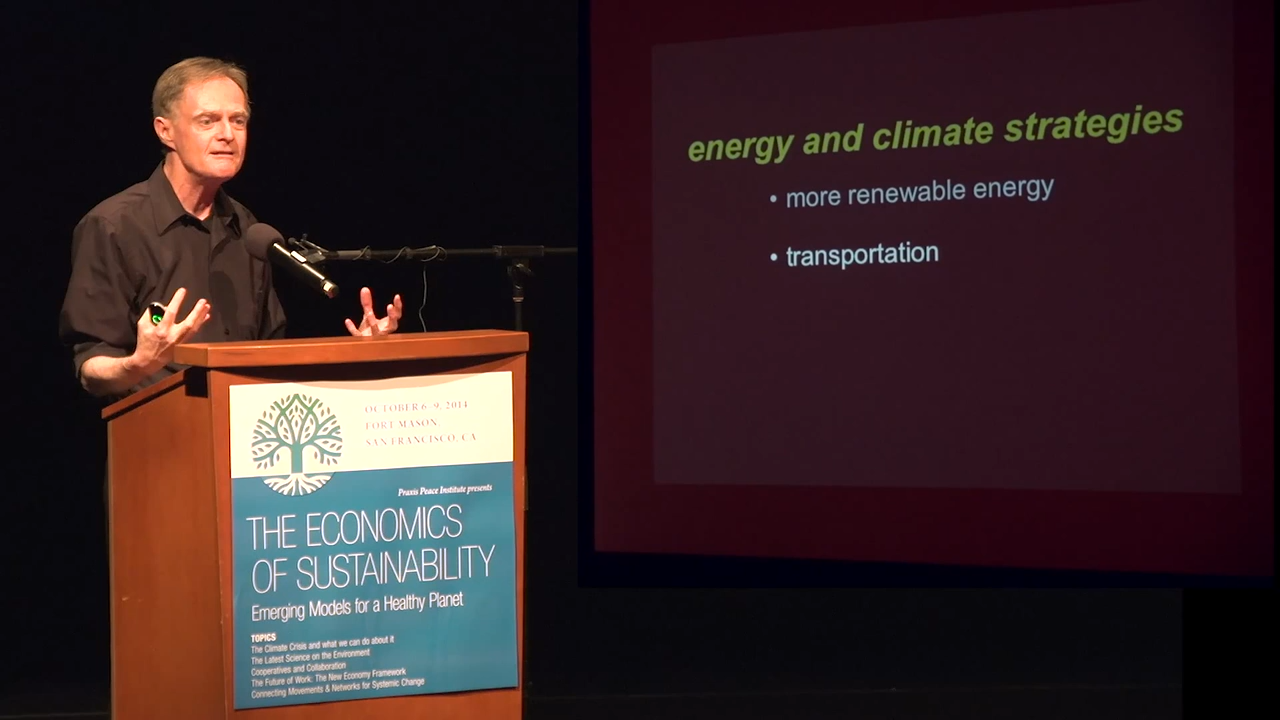 energy and climate strategies
• more renewable energy
• transportation
OCTOBER 6-9, 2014
FORT MASON
SAN FRANCISCO, CA
Praxis Peace Institute presents
THE ECONOMICS
OF SUSTAINABILITY
Emerging Models for a Healthy Planet
TOPICS
The Climate Crisis and what we can do about it
The Latest Science on the Environment
Cooperatives and Collaboration
The Future of Work: The New Economy Framework
Connecting Movements & Networks for Systemic Change